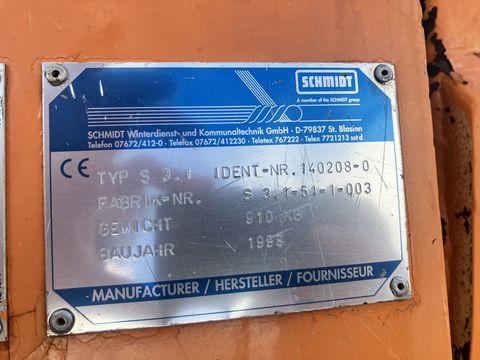 SCHMIDT
A member of the SCHMIDT group
SCHMIDT Winterdienst- und Kommunaltechnik GmbH · D-79837 St. Blasinn
Telefon 07672/412-0 - Telefax 07672/412230 - Teletex 767222 - Telex 7721213 sst d
CE TYP S 3.1 IDENT-NR. 140208-0
FABRIK-NR. S 3.1-51-1-003
GEWICHT 910 KG
BAUJAHR 1998
MANUFACTURER / HERSTELLER / FOURNISSEUR